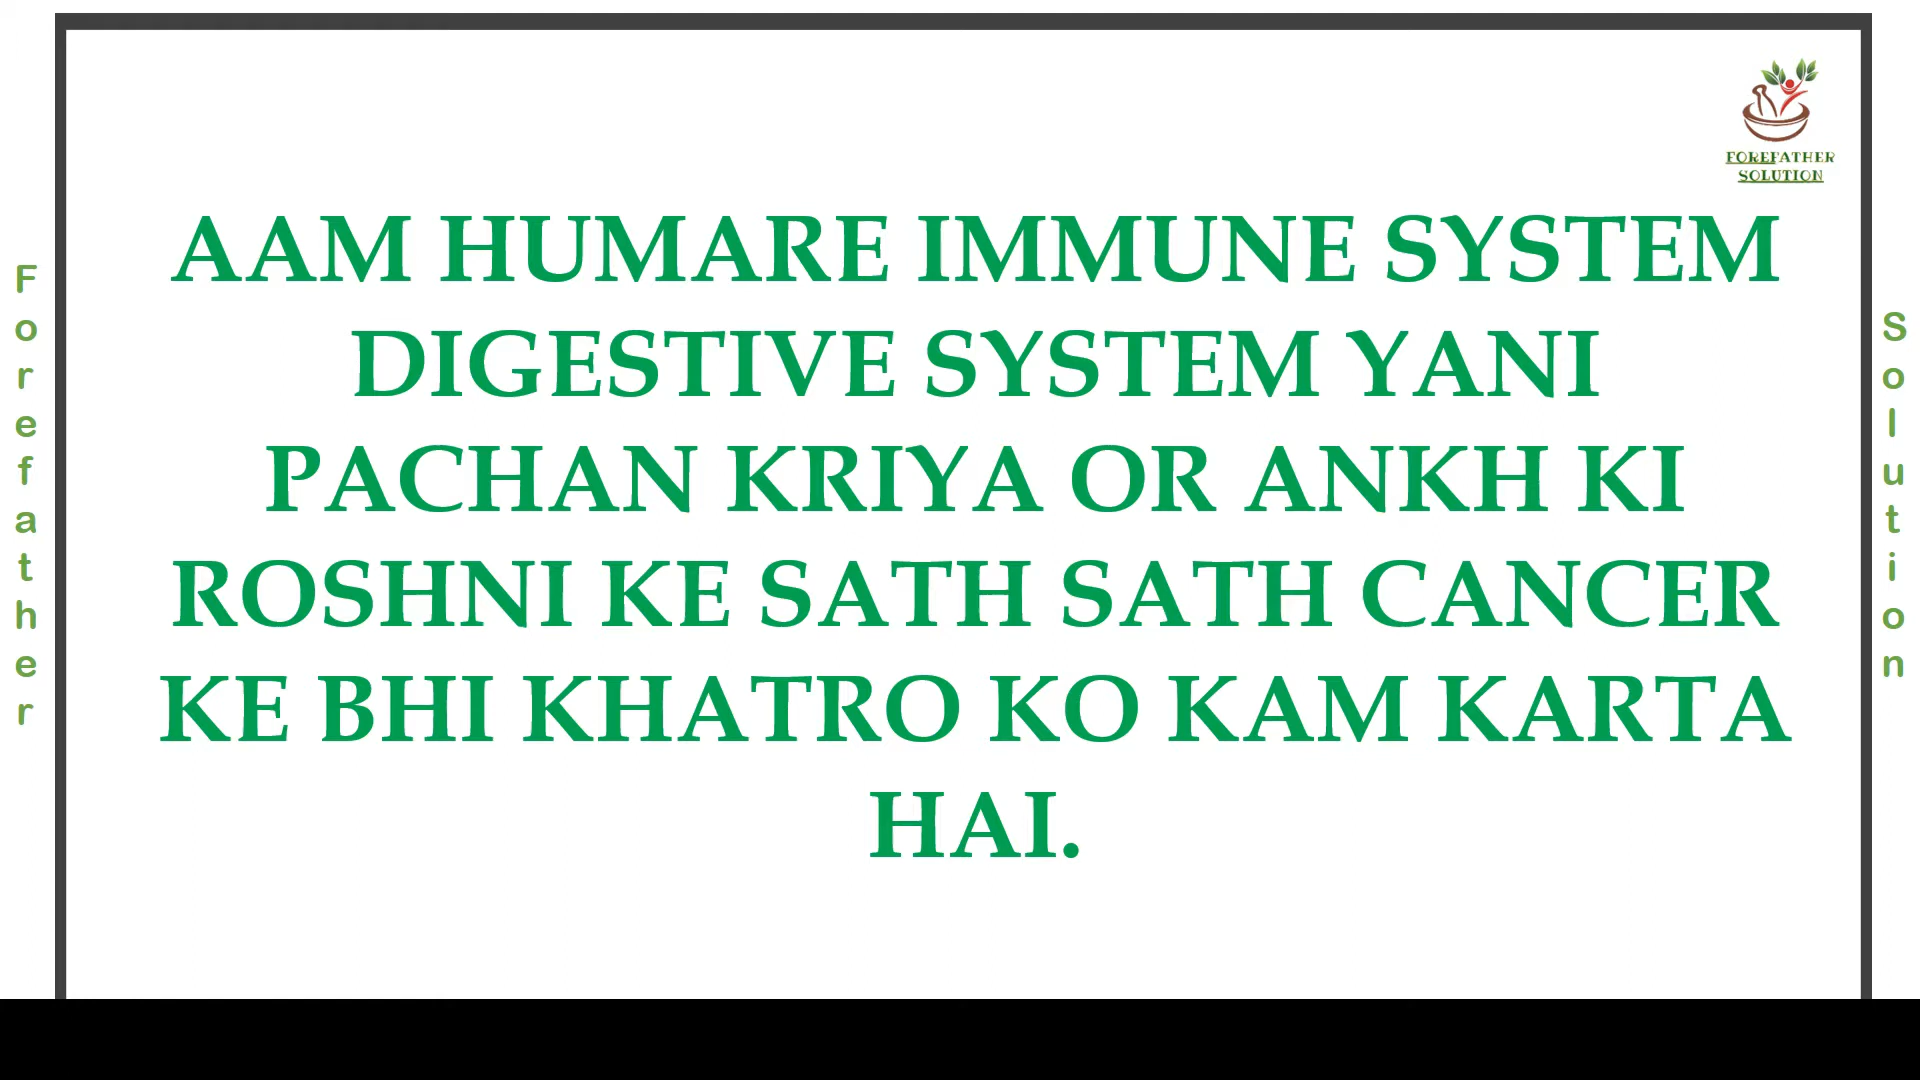 FOREFATHER
SOLUTION
AAM HUMARE IMMUNE SYSTEM
DIGESTIVE SYSTEM YANI
PACHAN KRIYA OR ANKH KI
ROSHNI KE SATH SATH CANCER
KE BHI KHATRO KO KAM KARTA
HAI.
Forefather
Solution